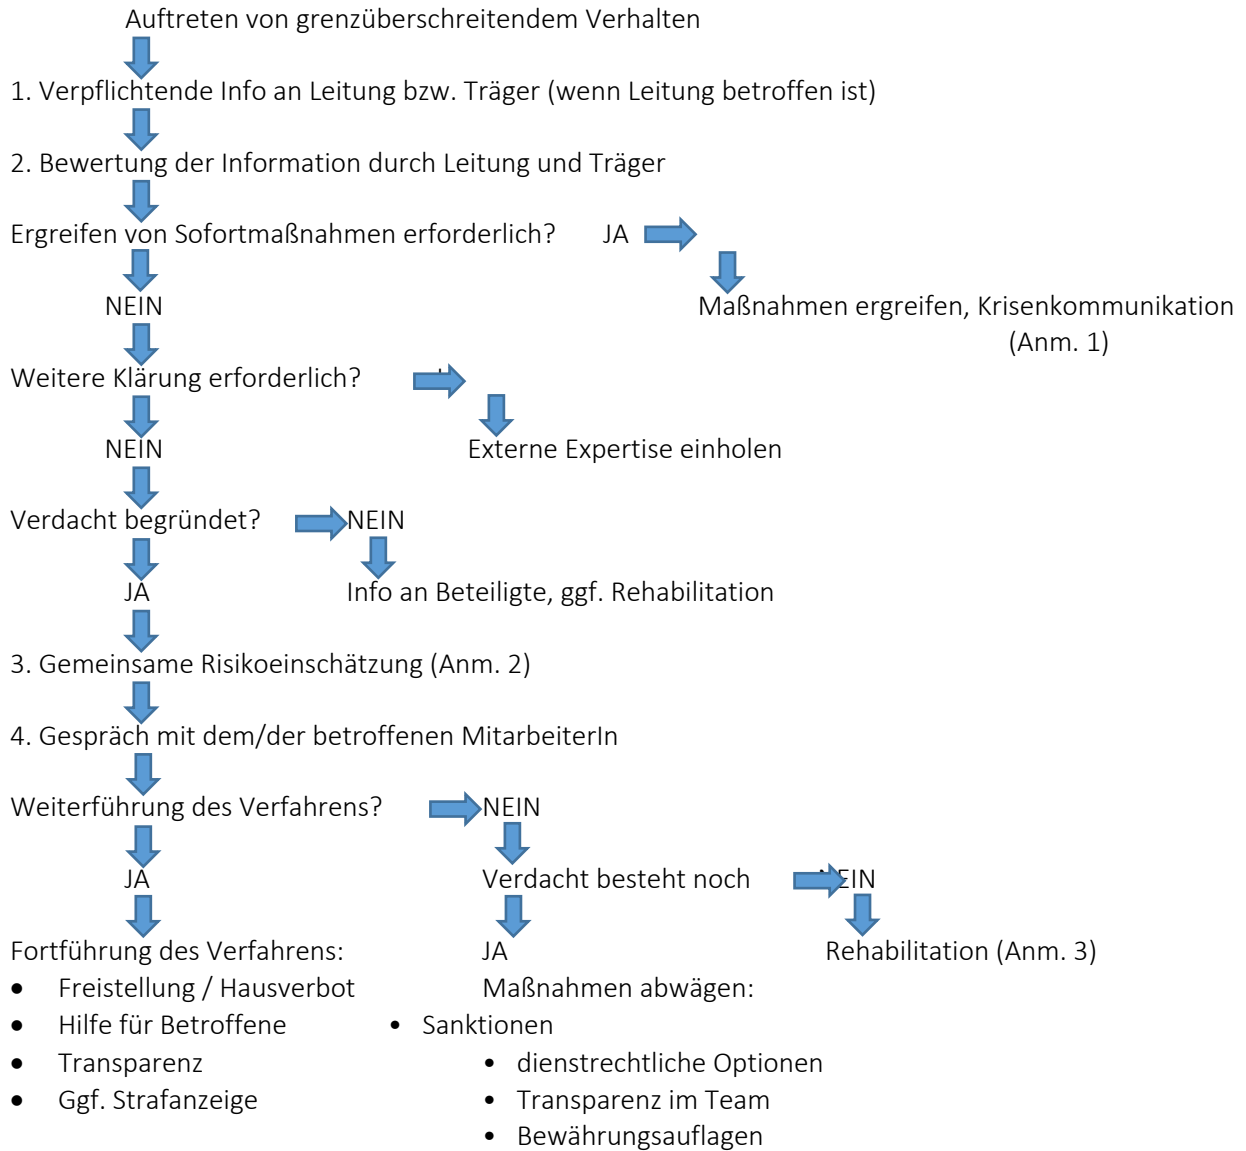 Auftreten von grenzüberschreitendem Verhalten
1. Verpflichtende Info an Leitung bzw. Träger (wenn Leitung betroffen ist)
2. Bewertung der Information durch Leitung und Träger
Ergreifen von Sofortmaßnahmen erforderlich? JA
NEIN Maßnahmen ergreifen, Krisenkommunikation
(Anm. 1)
Weitere Klärung erforderlich?
NEIN Externe Expertise einholen
Verdacht begründet? NEIN
JA Info an Beteiligte, ggf. Rehabilitation
3. Gemeinsame Risikoeinschätzung (Anm. 2)
4. Gespräch mit dem/der betroffenen MitarbeiterIn
Weiterführung des Verfahrens? NEIN
JA Verdacht besteht noch NEIN
Fortführung des Verfahrens: JA Rehabilitation (Anm. 3)
• Freistellung / Hausverbot Maßnahmen abwägen:
• Hilfe für Betroffene • Sanktionen
• Transparenz • dienstrechtliche Optionen
• Ggf. Strafanzeige • Transparenz im Team
• Bewährungsauflagen